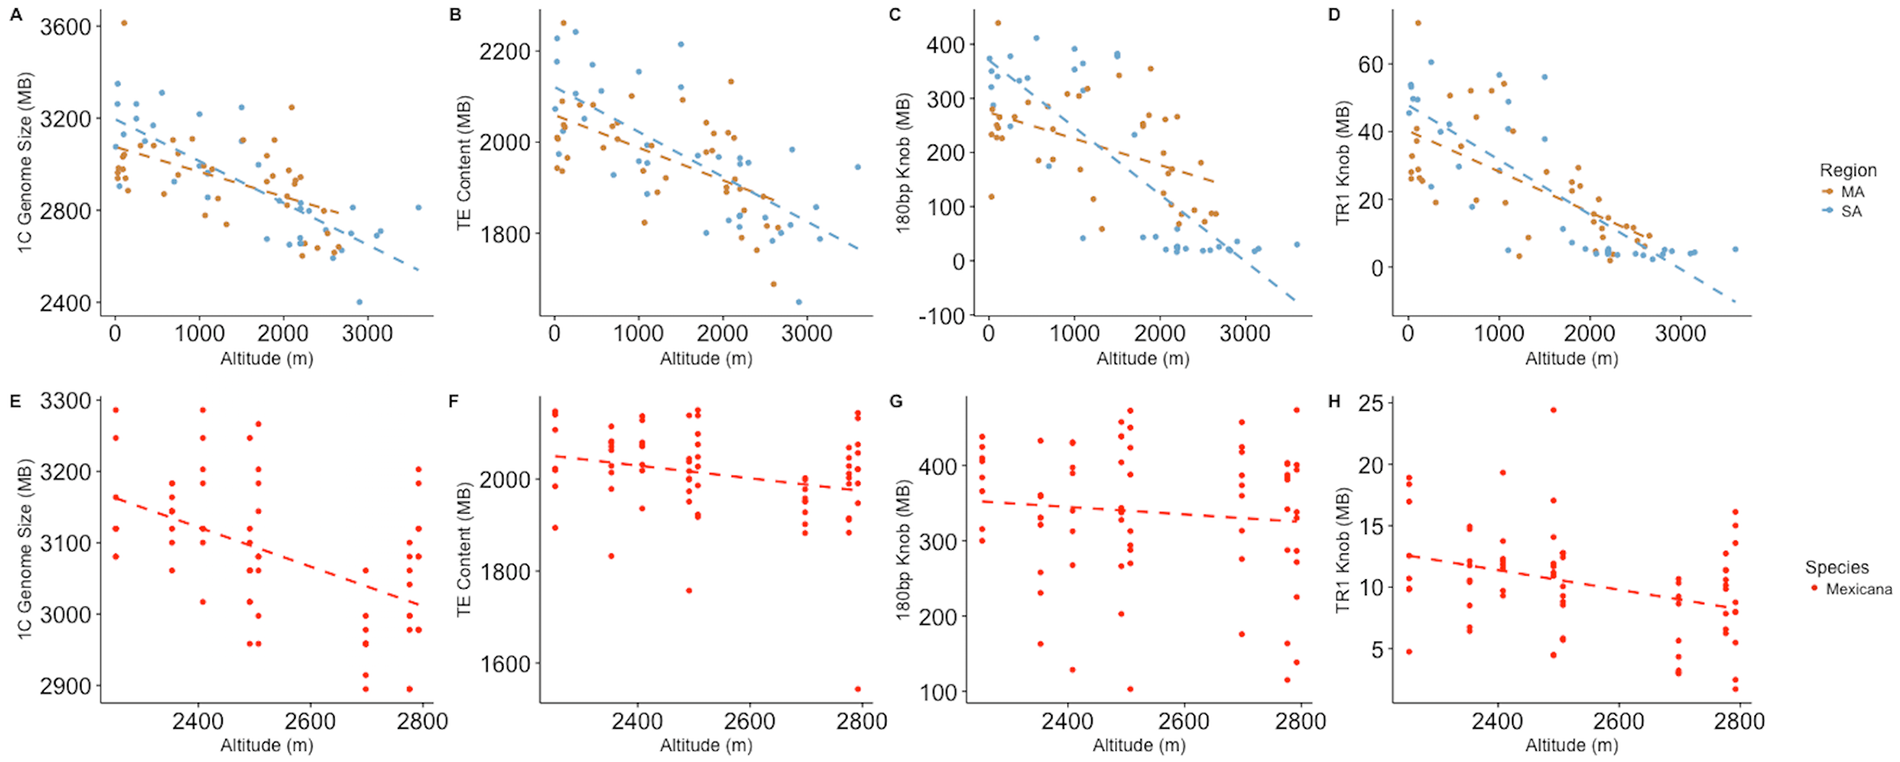 A
1C Genome Size (MB)
3600
3200
2800
2400
0 1000 2000 3000
Altitude (m)
B
TE Content (MB)
2200
2000
1800
0 1000 2000 3000
Altitude (m)
C
180bp Knob (MB)
400
300
200
100
0
-100
0 1000 2000 3000
Altitude (m)
D
TR1 Knob (MB)
60
40
20
0
0 1000 2000 3000
Altitude (m)
Region
MA
SA
E
1C Genome Size (MB)
3300
3200
3100
3000
2900
2400 2600 2800
Altitude (m)
F
TE Content (MB)
2000
1800
1600
2400 2600 2800
Altitude (m)
G
180bp Knob (MB)
400
300
200
100
2400 2600 2800
Altitude (m)
H
TR1 Knob (MB)
25
20
15
10
5
2400 2600 2800
Altitude (m)
Species
Mexicana